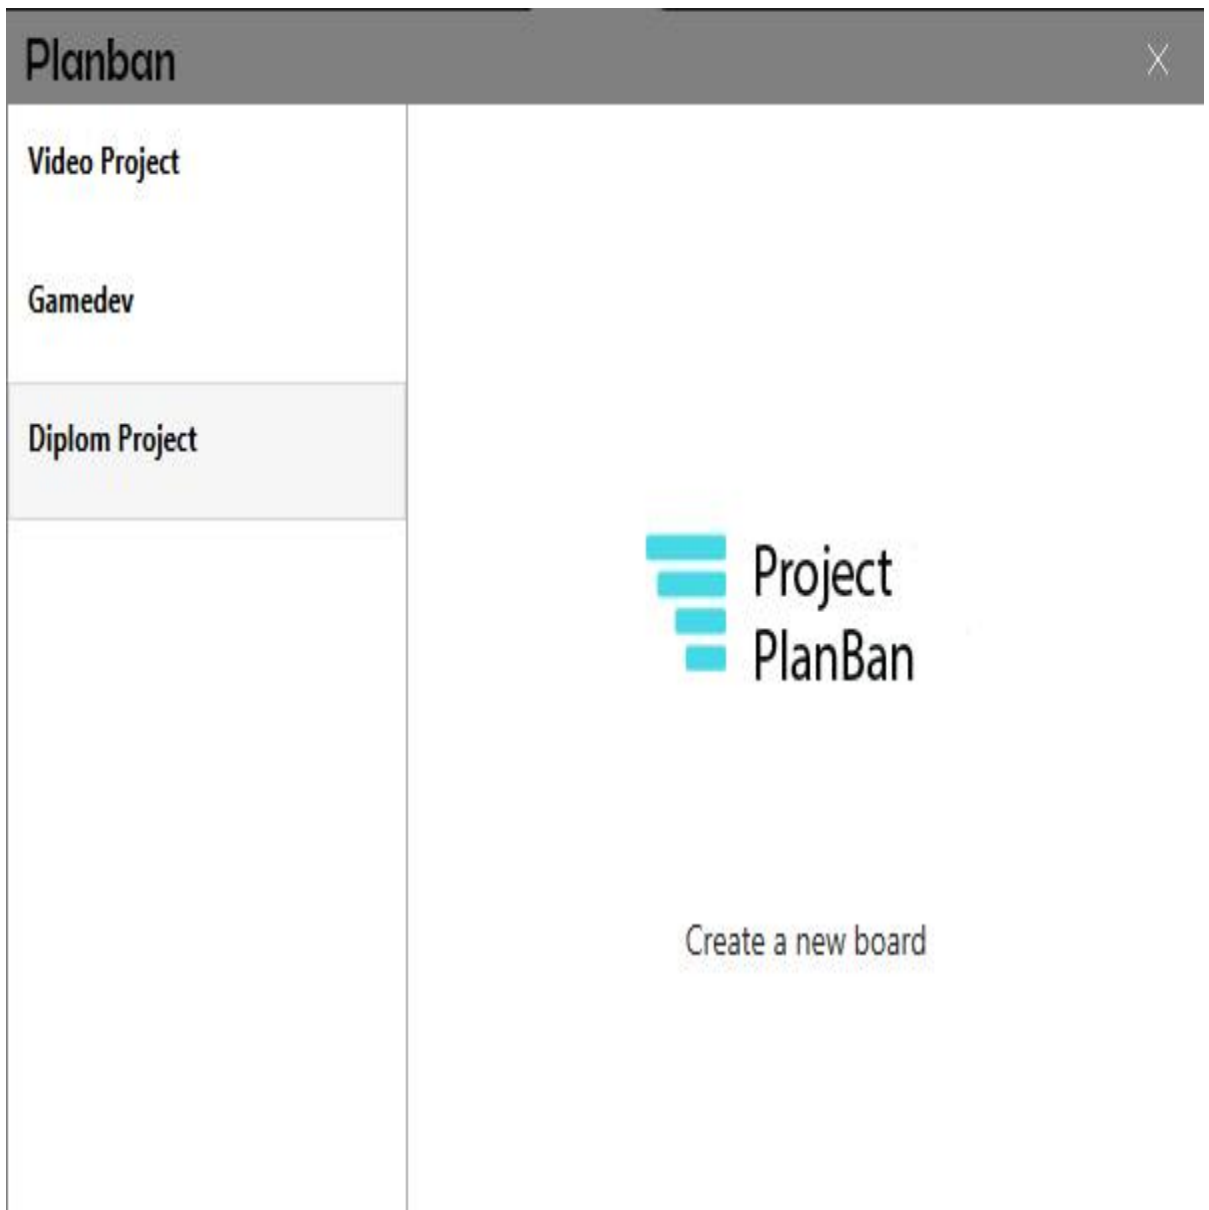 Planban
X
Video Project
Gamedev
Diplom Project
Project
PlanBan
Create a new board